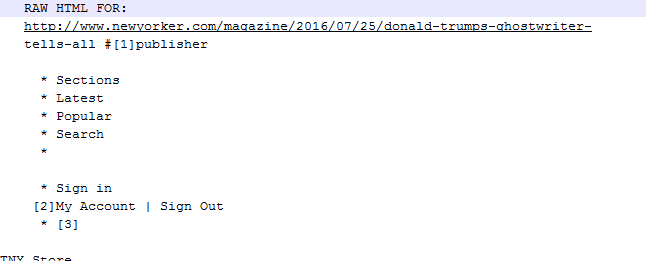 RAW HTML FOR:
http://www.newyorker.com/magazine/2016/07/25/donald-trumps-ghostwriter-
tells-all #[1]publisher
* Sections
* Latest
* Popular
* Search
*
* Sign in
[2]My Account | Sign Out
* [3]
TNY Store